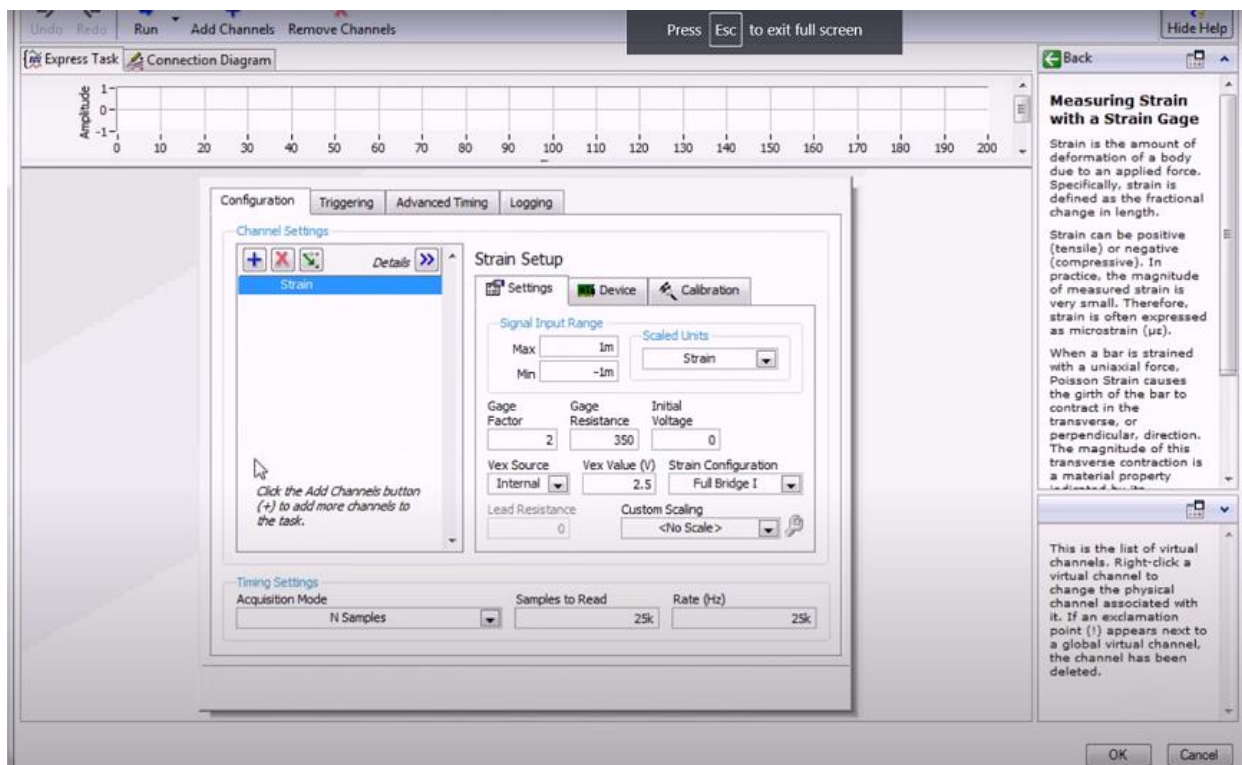 Undo Redo Run Add Channels Remove Channels
Press Esc to exit full screen
Hide Help
Express Task Connection Diagram
Amplitude
1
0
-1
0 10 20 30 40 50 60 70 80 90 100 110 120 130 140 150 160 170 180 190 200
Configuration Triggering Advanced Timing Logging
Channel Settings
Details
Strain
Click the Add Channels button
(+) to add more channels to
the task.
Strain Setup
Settings Device Calibration
Signal Input Range
Max 1m
Min -1m
Scaled Units
Strain
Gage
Factor
2
Gage
Resistance
350
Initial
Voltage
0
Vex Source
Internal
Vex Value (V)
2.5
Strain Configuration
Full Bridge I
Lead Resistance
0
Custom Scaling
<No Scale>
Timing Settings
Acquisition Mode
N Samples
Samples to Read
25k
Rate (Hz)
25k
Back
Measuring Strain
with a Strain Gage
Strain is the amount of
deformation of a body
due to an applied force.
Specifically, strain is
defined as the fractional
change in length.
Strain can be positive
(tensile) or negative
(compressive). In
practice, the magnitude
of measured strain is
very small. Therefore,
strain is often expressed
as microstrain (με).
When a bar is strained
with a uniaxial force,
Poisson Strain causes
the girth of the bar to
contract in the
transverse, or
perpendicular, direction.
The magnitude of this
transverse contraction is
a material property
This is the list of virtual
channels. Right-click a
virtual channel to
change the physical
channel associated with
it. If an exclamation
point (!) appears next to
a global virtual channel,
the channel has been
deleted.
OK Cancel